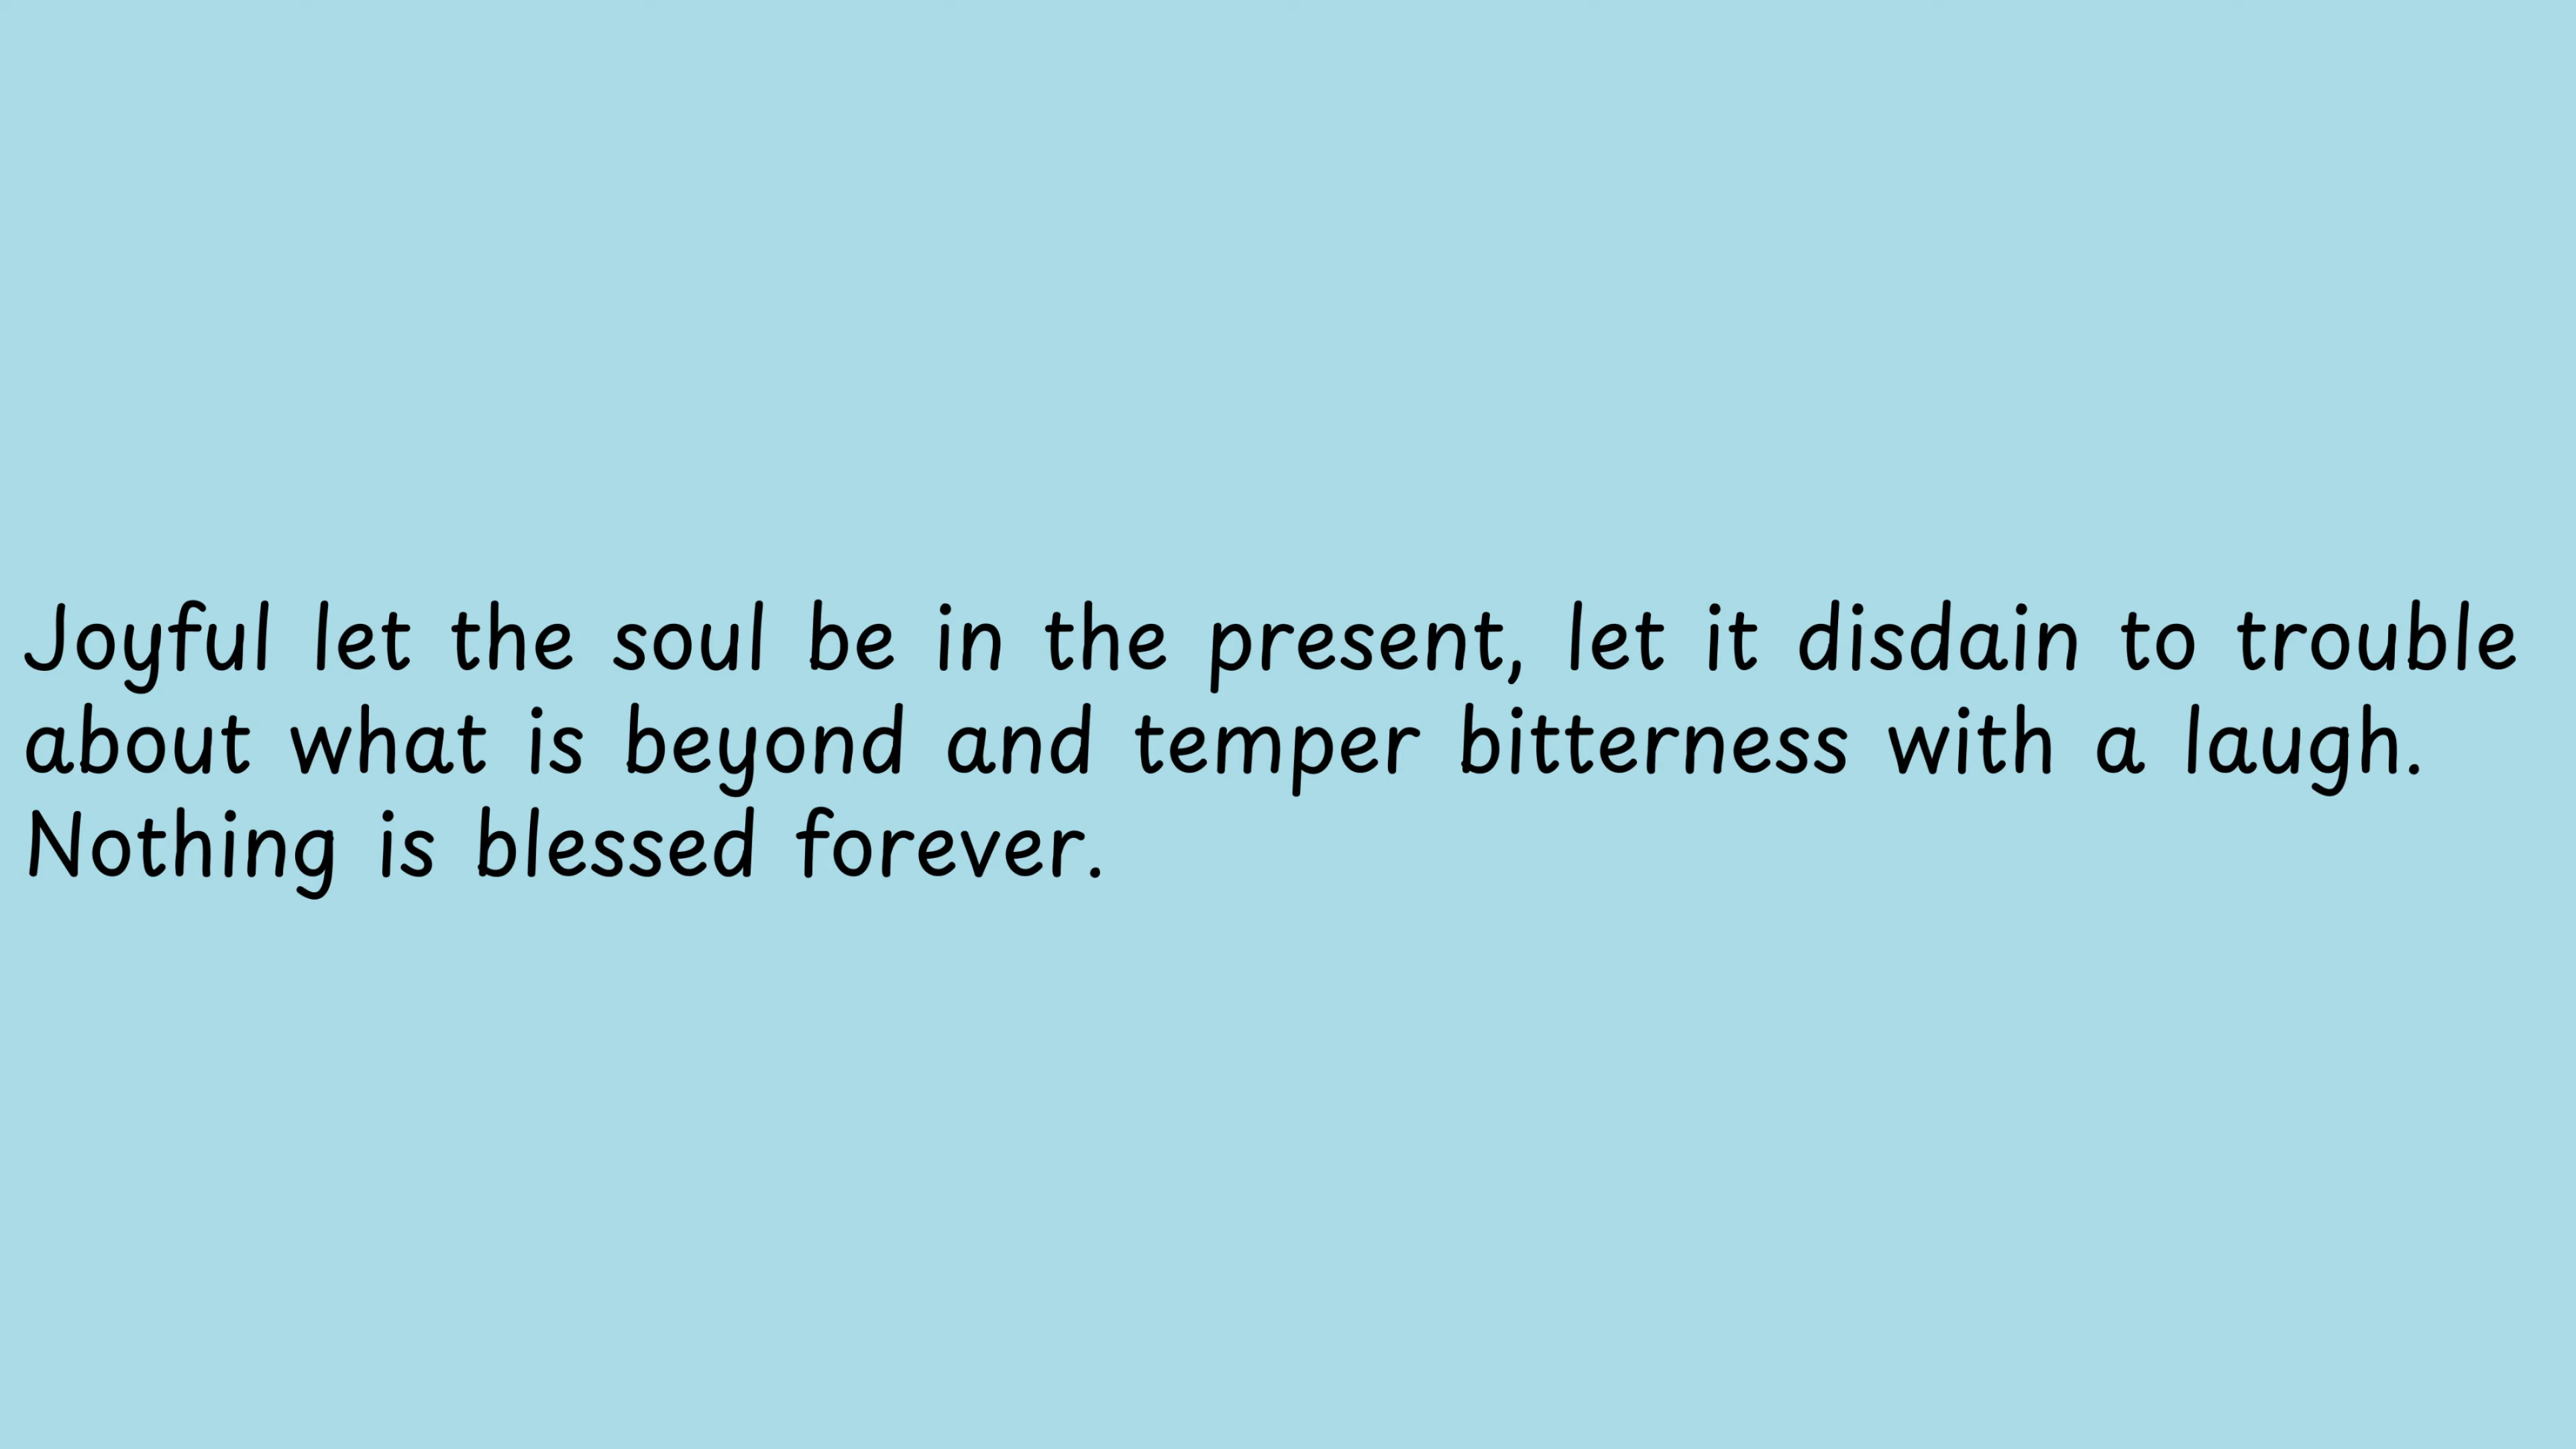 Joyful let the soul be in the present, let it disdain to trouble
about what is beyond and temper bitterness with a laugh.
Nothing is blessed forever.